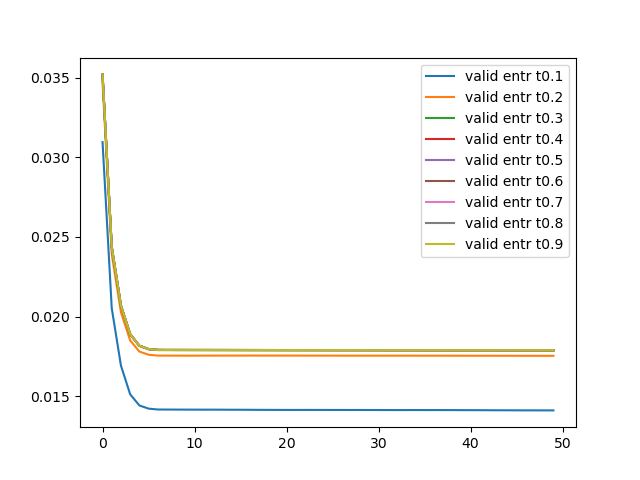 0.035
0.030
0.025
0.020
0.015
0
10
20
30
40
50
valid entr t0.1
valid entr t0.2
valid entr t0.3
valid entr t0.4
valid entr t0.5
valid entr t0.6
valid entr t0.7
valid entr t0.8
valid entr t0.9